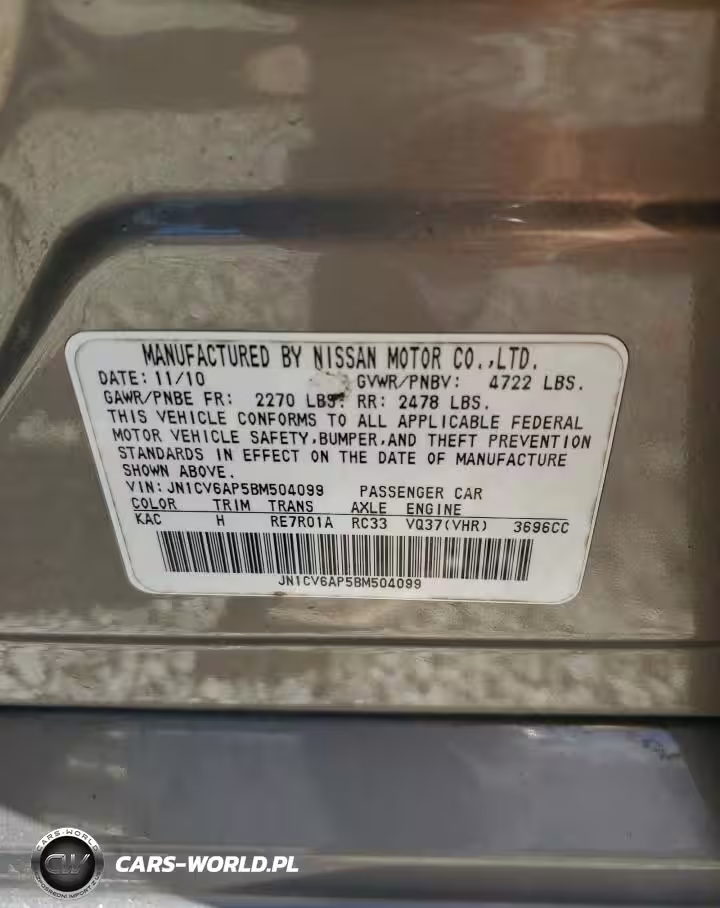 MANUFACTURED BY NISSAN MOTOR CO.,LTD.
DATE: 11/10 GVWR/PNBV: 4722 LBS.
GAWR/PNBE FR: 2270 LBS. RR: 2478 LBS.
THIS VEHICLE CONFORMS TO ALL APPLICABLE FEDERAL
MOTOR VEHICLE SAFETY,BUMPER,AND THEFT PREVENTION
STANDARDS IN EFFECT ON THE DATE OF MANUFACTURE
SHOWN ABOVE.
VIN: JN1CV6AP5BM504099 PASSENGER CAR
COLOR TRIM TRANS AXLE ENGINE
KAC H RE7R01A RC33 VQ37(VHR) 3696CC
JN1CV6AP5BM504099
CARS-WORLD
CW
CARS-WORLD.PL